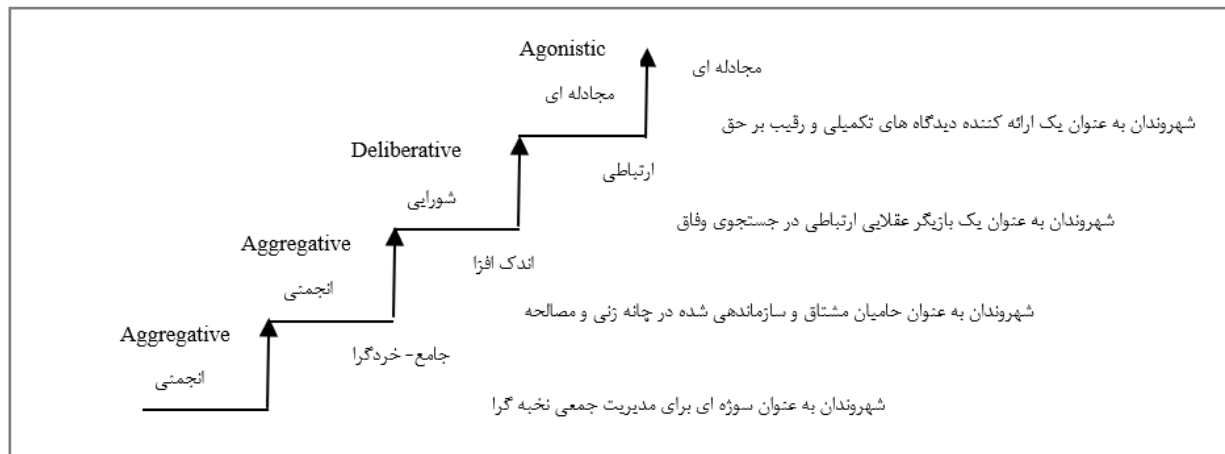 Agonistic
مجادله ای
مجادله ای
شهروندان به عنوان یک ارائه کننده دیدگاه های تکمیلی و رقیب بر حق
Deliberative
شورایی
ارتباطی
شهروندان به عنوان یک بازیگر عقلایی ارتباطی در جستجوی وفاق
Aggregative
انجمنی
اندک افزا
شهروندان به عنوان حامیان مشتاق و سازماندهی شده در چانه زنی و مصالحه
Aggregative
انجمنی
جامع- خردگرا
شهروندان به عنوان سوژه ای برای مدیریت جمعی نخبه گرا